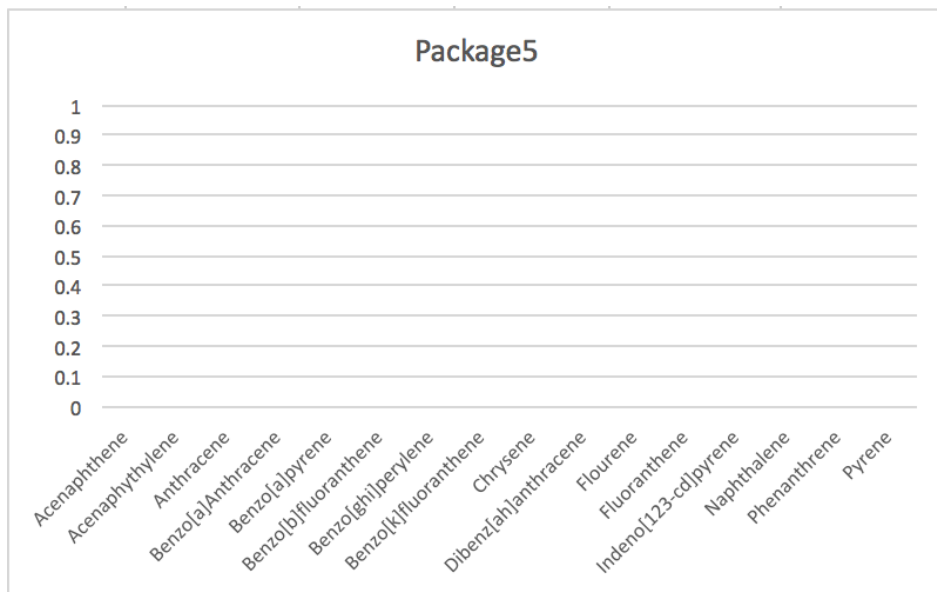 Package5
1
0.9
0.8
0.7
0.6
0.5
0.4
0.3
0.2
0.1
0
Acenaphthene
Acenaphythylene
Anthracene
Benzo[a]Anthracene
Benzo[a]pyrene
Benzo[b]fluoranthene
Benzo[ghi]perylene
Benzo[k]fluoranthene
Chrysene
Dibenz[ah]anthracene
Flourene
Fluoranthene
Indeno[123-cd]pyrene
Naphthalene
Phenanthrene
Pyrene